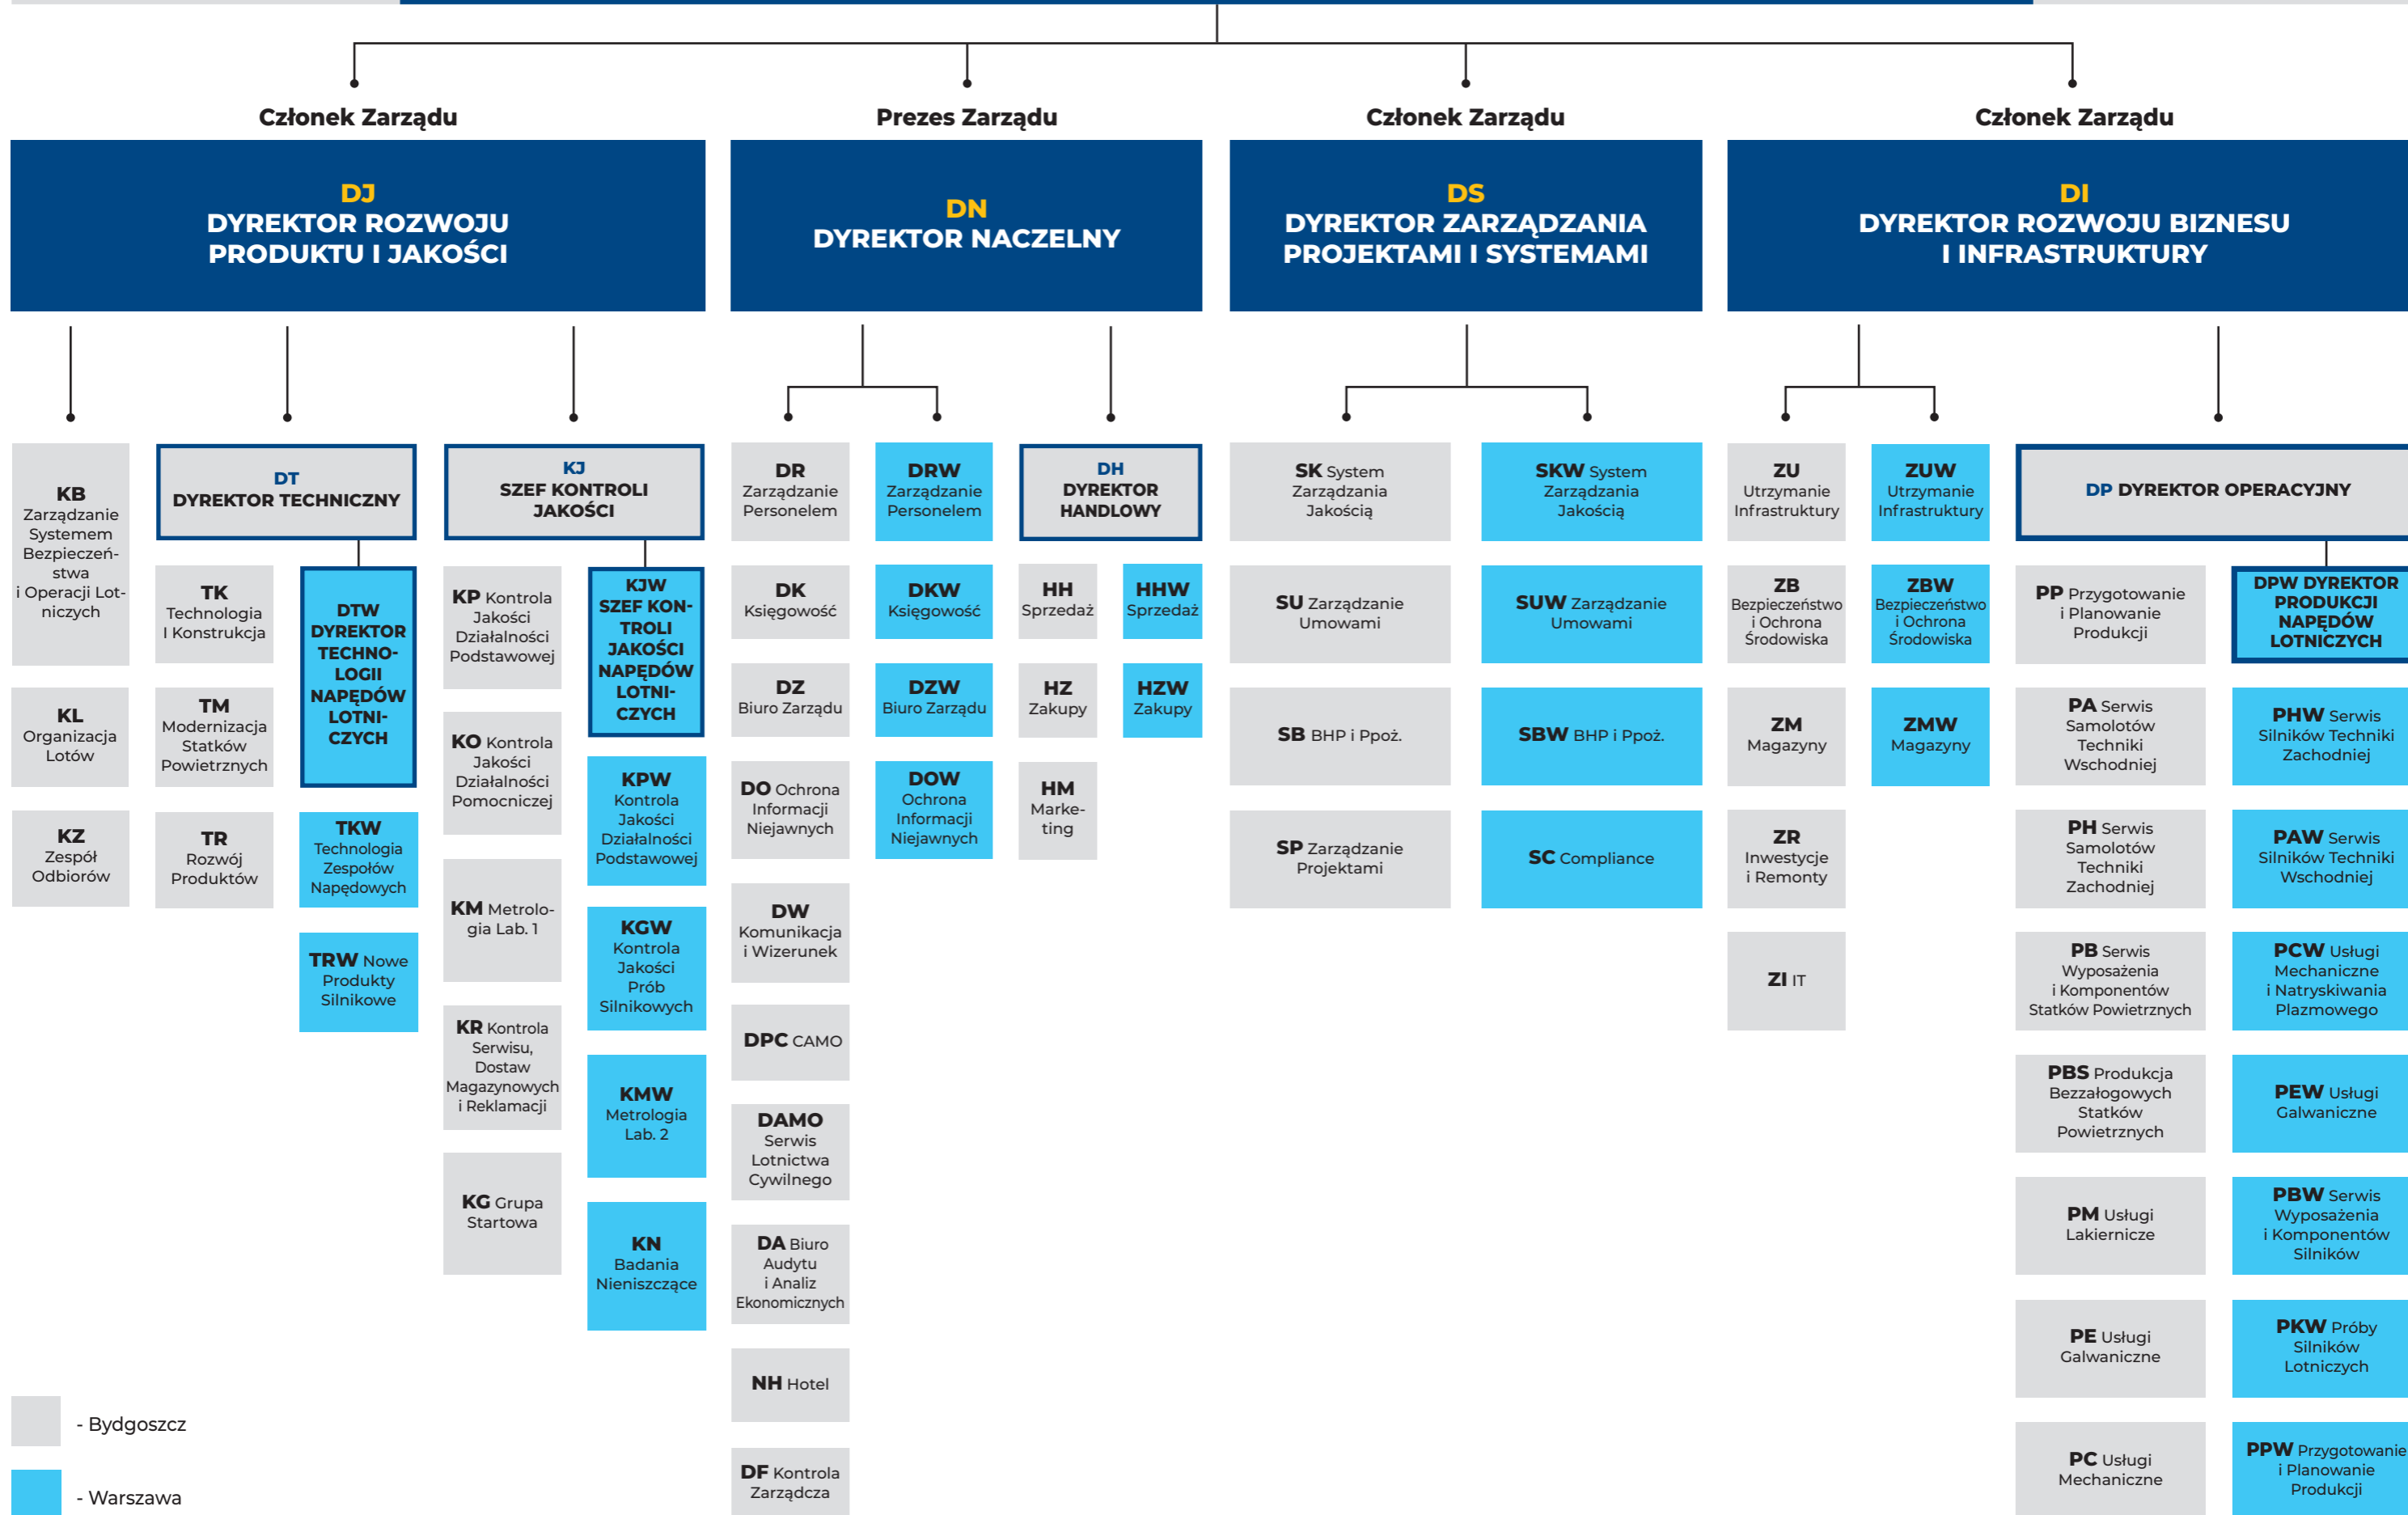 Członek Zarządu
DJ
DYREKTOR ROZWOJU
PRODUKTU I JAKOŚCI
Prezes Zarządu
DN
DYREKTOR NACZELNY
Członek Zarządu
DS
DYREKTOR ZARZĄDZANIA
PROJEKTAMI I SYSTEMAMI
Członek Zarządu
DI
DYREKTOR ROZWOJU BIZNESU
I INFRASTRUKTURY
KB
Zarządzanie
Systemem
Bezpieczeń-
stwa
i Operacji Lot-
niczych
KL
Organizacja
Lotów
KZ
Zespół
Odbiorów
DT
DYREKTOR TECHNICZNY
TK
Technologia
I Konstrukcja
TM
Modernizacja
Statków
Powietrznych
TR
Rozwój
Produktów
DTW
DYREKTOR
TECHNO-
LOGII
NAPĘDÓW
LOTNI-
CZYCH
TKW
Technologia
Zespołów
Napędowych
TRW Nowe
Produkty
Silnikowe
KJ
SZEF KONTROLI
JAKOŚCI
KP Kontrola
Jakości
Działalności
Podstawowej
KO Kontrola
Jakości
Działalności
Pomocniczej
KM Metrolo-
gia Lab. 1
KR Kontrola
Serwisu,
Dostaw
Magazynowych
i Reklamacji
KG Grupa
Startowa
KJW
SZEF KON-
TROLI
JAKOŚCI
NAPĘDÓW
LOTNI-
CZYCH
KPW
Kontrola
Jakości
Działalności
Podstawowej
KGW
Kontrola
Jakości
Prób
Silnikowych
KMW
Metrologia
Lab. 2
KN
Badania
Nieniszczące
DR
Zarządzanie
Personelem
DK
Księgowość
DZ
Biuro Zarządu
DO Ochrona
Informacji
Niejawnych
DW
Komunikacja
i Wizerunek
DPC CAMO
DAMO
Serwis
Lotnictwa
Cywilnego
DA Biuro
Audytu
i Analiz
Ekonomicznych
NH Hotel
DF Kontrola
Zarządcza
DRW
Zarządzanie
Personelem
DKW
Księgowość
DZW
Biuro Zarządu
DOW
Ochrona
Informacji
Niejawnych
DH
DYREKTOR
HANDLOWY
HH
Sprzedaż
HZ
Zakupy
HM
Marke-
ting
HHW
Sprzedaż
HZW
Zakupy
SK System
Zarządzania
Jakością
SU Zarządzanie
Umowami
SB BHP i Ppoż.
SP Zarządzanie
Projektami
SKW System
Zarządzania
Jakością
SUW Zarządzanie
Umowami
SBW BHP i Ppoż.
SC Compliance
ZU
Utrzymanie
Infrastruktury
ZB
Bezpieczeństwo
i Ochrona
Środowiska
ZM
Magazyny
ZR
Inwestycje
i Remonty
ZI IT
ZUW
Utrzymanie
Infrastruktury
ZBW
Bezpieczeństwo
i Ochrona
Środowiska
ZMW
Magazyny
DP DYREKTOR OPERACYJNY
PP Przygotowanie
i Planowanie
Produkcji
PA Serwis
Samolotów
Techniki
Wschodniej
PH Serwis
Samolotów
Techniki
Zachodniej
PB Serwis
Wyposażenia
i Komponentów
Statków Powietrznych
PBS Produkcja
Bezzałogowych
Statków
Powietrznych
PM Usługi
Lakiernicze
PE Usługi
Galwaniczne
PC Usługi
Mechaniczne
DPW DYREKTOR
PRODUKCJI
NAPĘDÓW
LOTNICZYCH
PHW Serwis
Silników Techniki
Zachodniej
PAW Serwis
Silników Techniki
Wschodniej
PCW Usługi
Mechaniczne
i Natryskiwania
Plazmowego
PEW Usługi
Galwaniczne
PBW Serwis
Wyposażenia
i Komponentów
Silników
PKW Próby
Silników
Lotniczych
PPW Przygotowanie
i Planowanie
Produkcji
- Bydgoszcz
- Warszawa